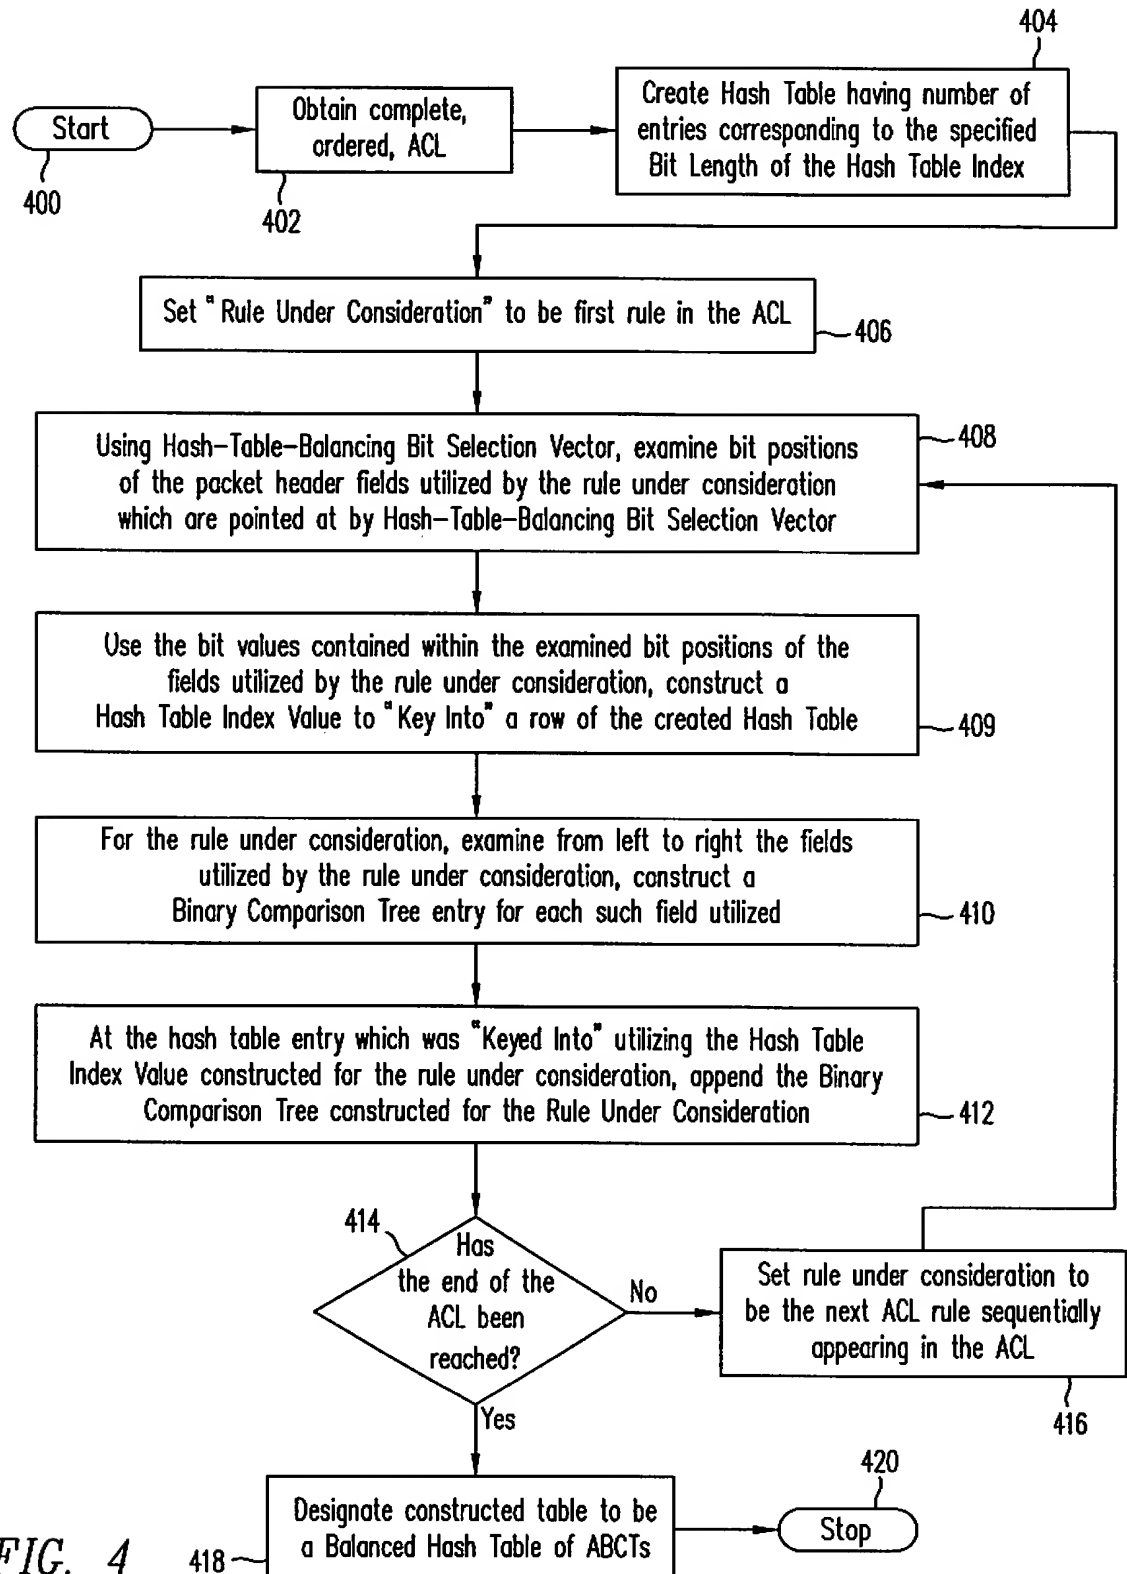 404
Start
400
Obtain complete,
ordered, ACL
402
Create Hash Table having number of
entries corresponding to the specified
Bit Length of the Hash Table Index
Set "Rule Under Consideration" to be first rule in the ACL
406
Using Hash-Table-Balancing Bit Selection Vector, examine bit positions
of the packet header fields utilized by the rule under consideration
which are pointed at by Hash-Table-Balancing Bit Selection Vector
408
Use the bit values contained within the examined bit positions of the
fields utilized by the rule under consideration, construct a
Hash Table Index Value to "Key Into" a row of the created Hash Table
409
For the rule under consideration, examine from left to right the fields
utilized by the rule under consideration, construct a
Binary Comparison Tree entry for each such field utilized
410
At the hash table entry which was "Keyed Into" utilizing the Hash Table
Index Value constructed for the rule under consideration, append the Binary
Comparison Tree constructed for the Rule Under Consideration
412
414
Has
the end of the
ACL been
reached?
No
Set rule under consideration to
be the next ACL rule sequentially
appearing in the ACL
416
Yes
Designate constructed table to be
a Balanced Hash Table of ABCTs
418
420
Stop
FIG. 4